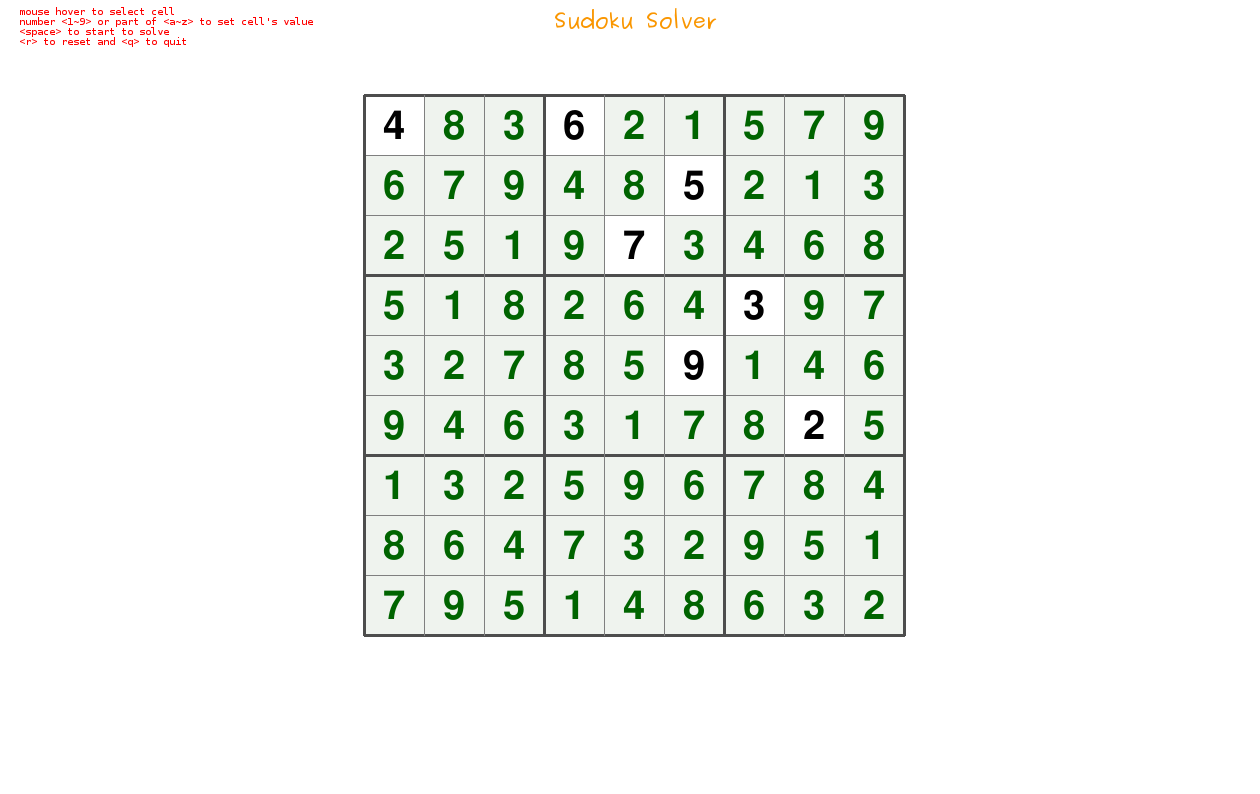 mouse hover to select cell
number <1~9> or part of <a~z> to set cell's value
<space> to start to solve
<r> to reset and <q> to quit
Sudoku Solver
4 8 3 6 2 1 5 7 9
6 7 9 4 8 5 2 1 3
2 5 1 9 7 3 4 6 8
5 1 8 2 6 4 3 9 7
3 2 7 8 5 9 1 4 6
9 4 6 3 1 7 8 2 5
1 3 2 5 9 6 7 8 4
8 6 4 7 3 2 9 5 1
7 9 5 1 4 8 6 3 2